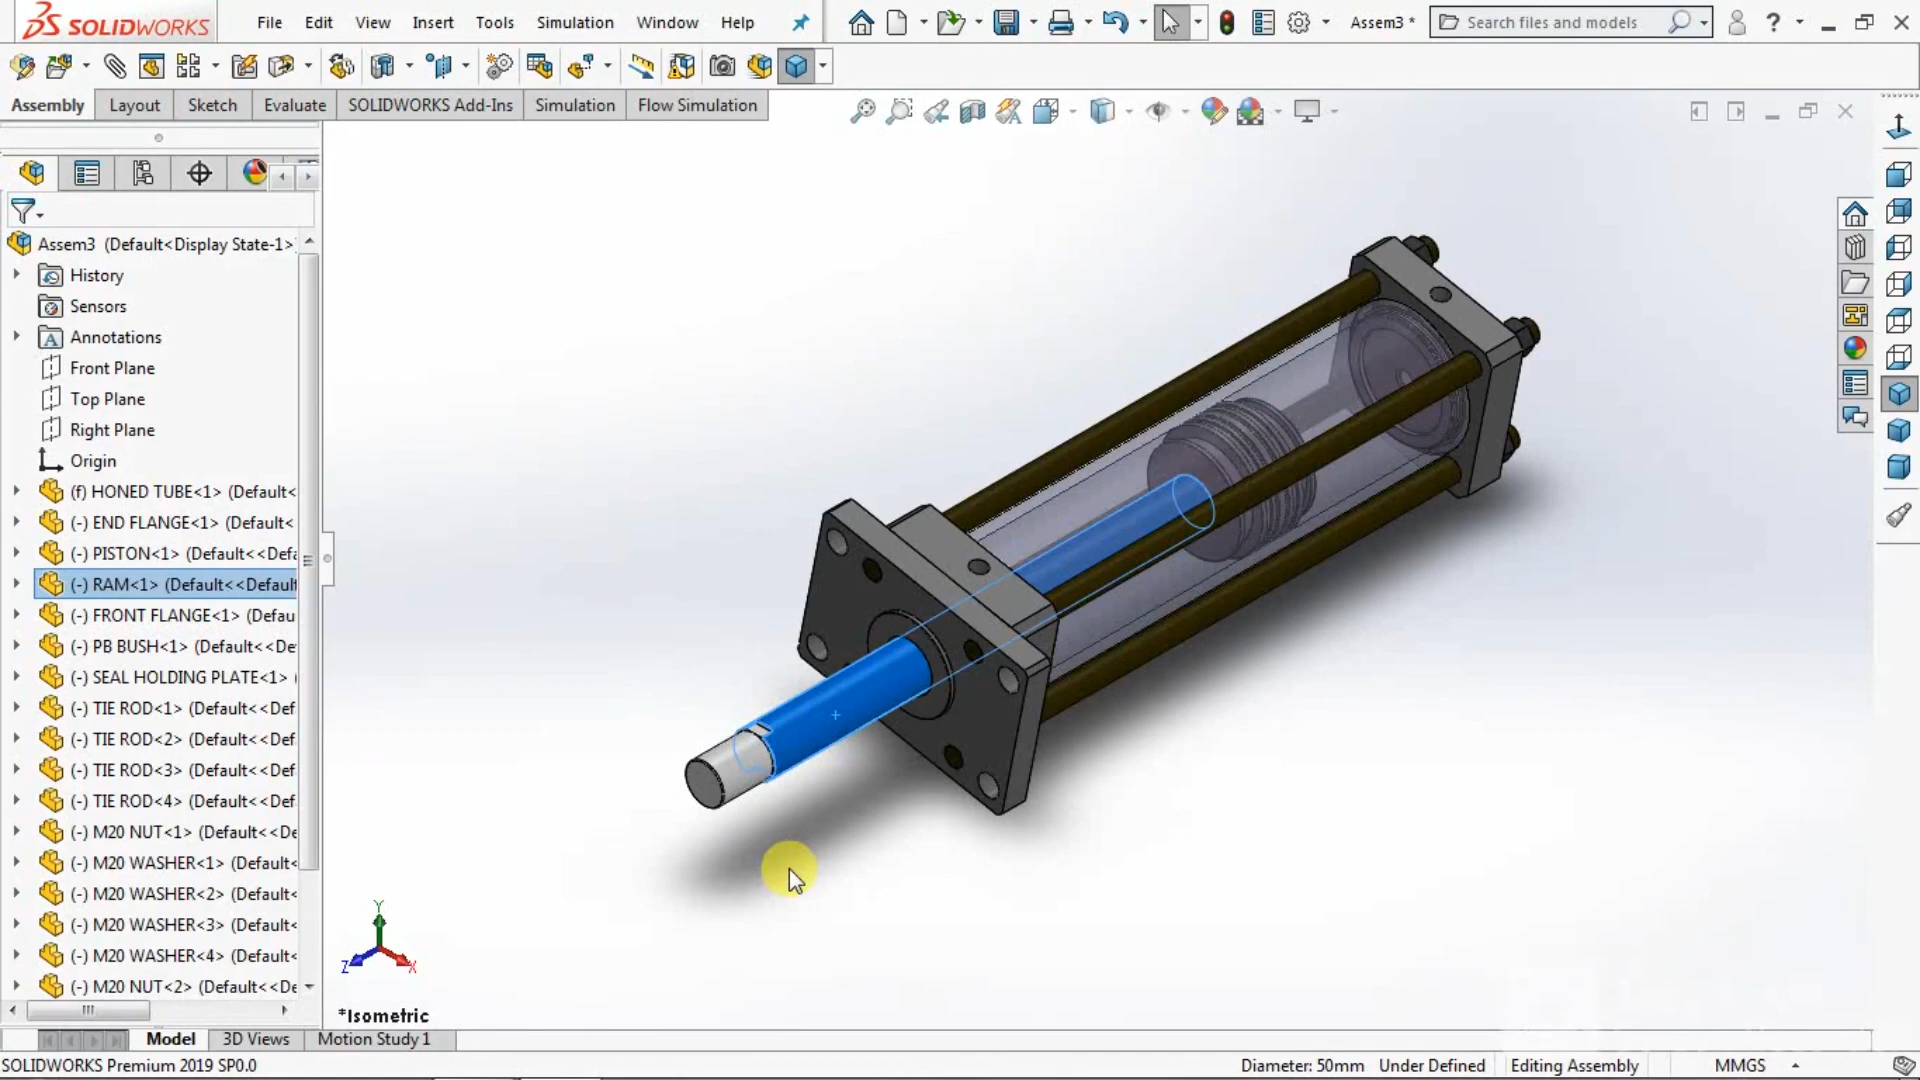 SOLIDWORKS File Edit View Insert Tools Simulation Window Help Assem3 * Search files and models ?
Assembly Layout Sketch Evaluate SOLIDWORKS Add-Ins Simulation Flow Simulation
Assem3 (Default<Display State-1>
History
Sensors
Annotations
Front Plane
Top Plane
Right Plane
Origin
(f) HONED TUBE<1> (Default<
(-) END FLANGE<1> (Default<
(-) PISTON<1> (Default<<Defa
(-) RAM<1> (Default<<Default
(-) FRONT FLANGE<1> (Defau
(-) PB BUSH<1> (Default<<De
(-) SEAL HOLDING PLATE<1> (
(-) TIE ROD<1> (Default<<Def
(-) TIE ROD<2> (Default<<Def
(-) TIE ROD<3> (Default<<Def
(-) TIE ROD<4> (Default<<Def
(-) M20 NUT<1> (Default<<De
(-) M20 WASHER<1> (Default<
(-) M20 WASHER<2> (Default<
(-) M20 WASHER<3> (Default<
(-) M20 WASHER<4> (Default<
(-) M20 NUT<2> (Default<<De
Y
Z X
*Isometric
Model 3D Views Motion Study 1
SOLIDWORKS Premium 2019 SP0.0 Diameter: 50mm Under Defined Editing Assembly MMGS